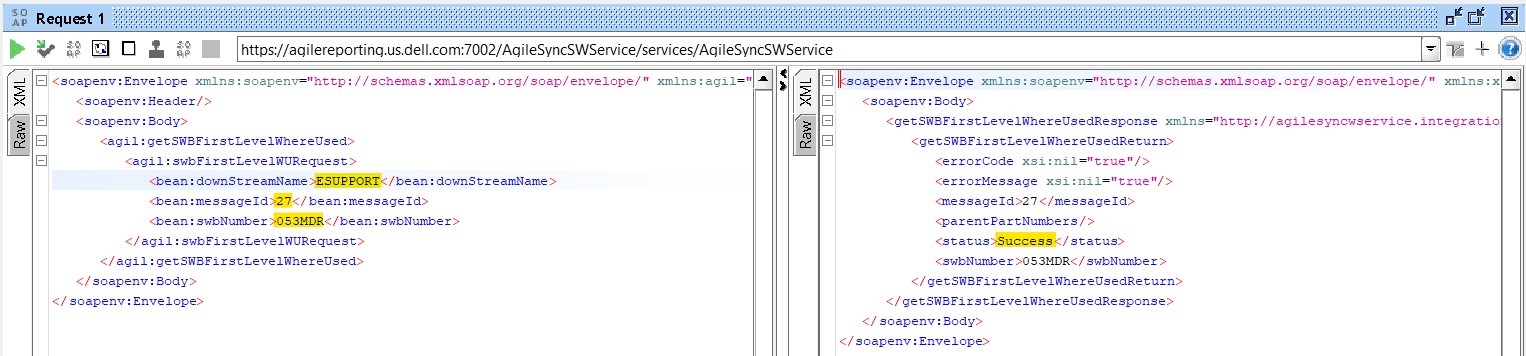 SO
AP
Request 1
https://agilereporting.us.dell.com:7002/AgileSyncSWService/services/AgileSyncSWService
XML
Raw
<soapenv:Envelope xmlns:soapenv="http://schemas.xmlsoap.org/soap/envelope/" xmlns:agil="
<soapenv:Header/>
<soapenv:Body>
<agil:getSWBFirstLevelWhereUsed>
<agil:swbFirstLevelWURequest>
<bean:downStreamName>ESUPPORT</bean:downStreamName>
<bean:messageId>27</bean:messageId>
<bean:swbNumber>053MDR</bean:swbNumber>
</agil:swbFirstLevelWURequest>
</agil:getSWBFirstLevelWhereUsed>
</soapenv:Body>
</soapenv:Envelope>
XML
Raw
<soapenv:Envelope xmlns:soapenv="http://schemas.xmlsoap.org/soap/envelope/" xmlns:x
<soapenv:Body>
<getSWBFirstLevelWhereUsedResponse xmlns="http://agilesyncwservice.integration
<getSWBFirstLevelWhereUsedReturn>
<errorCode xsi:nil="true"/>
<errorMessage xsi:nil="true"/>
<messageId>27</messageId>
<parentPartNumbers/>
<status>Success</status>
<swbNumber>053MDR</swbNumber>
</getSWBFirstLevelWhereUsedReturn>
</getSWBFirstLevelWhereUsedResponse>
</soapenv:Body>
</soapenv:Envelope>